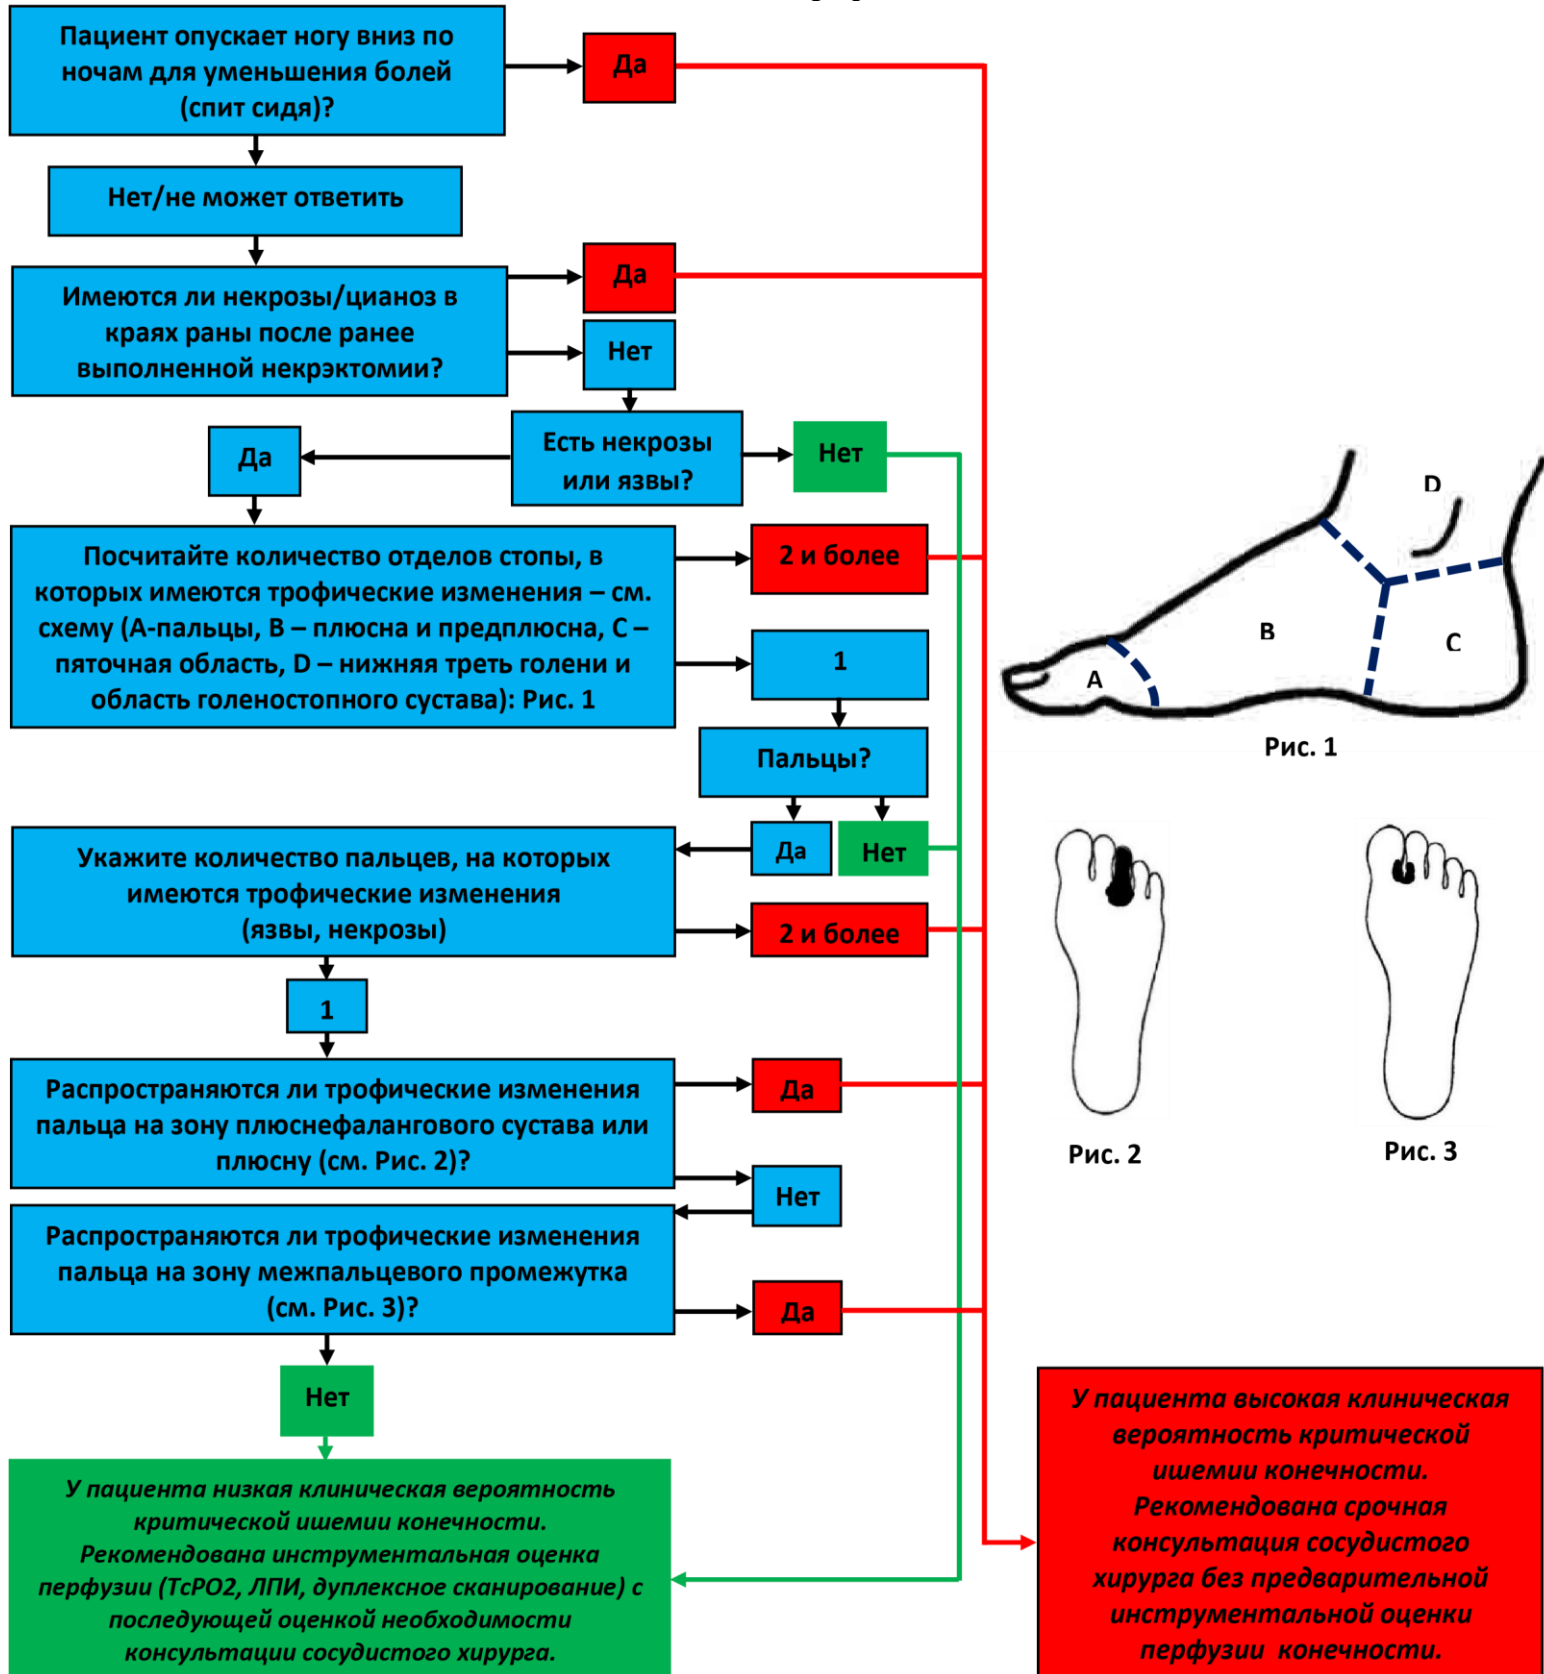 Пациент опускает ногу вниз по
ночам для уменьшения болей
(спит сидя)?
Да
Нет/не может ответить
Имеются ли некрозы/цианоз в
краях раны после ранее
выполненной некрэктомии?
Да
Нет
Есть некрозы
или язвы?
Да
Нет
Посчитайте количество отделов стопы, в
которых имеются трофические изменения – см.
схему (А-пальцы, В – плюсна и предплюсна, С –
пяточная область, D – нижняя треть голени и
область голеностопного сустава): Рис. 1
2 и более
1
Пальцы?
Да
Нет
Укажите количество пальцев, на которых
имеются трофические изменения
(язвы, некрозы)
2 и более
1
Распространяются ли трофические изменения
пальца на зону плюснефалангового сустава или
плюсну (см. Рис. 2)?
Да
Нет
Распространяются ли трофические изменения
пальца на зону межпальцевого промежутка
(см. Рис. 3)?
Да
Нет
У пациента низкая клиническая вероятность
критической ишемии конечности.
Рекомендована инструментальная оценка
перфузии (TcPO2, ЛПИ, дуплексное сканирование) с
последующей оценкой необходимости
консультации сосудистого хирурга.
D
B
C
A
Рис. 1
Рис. 2
Рис. 3
У пациента высокая клиническая
вероятность критической
ишемии конечности.
Рекомендована срочная
консультация сосудистого
хирурга без предварительной
инструментальной оценки
перфузии конечности.